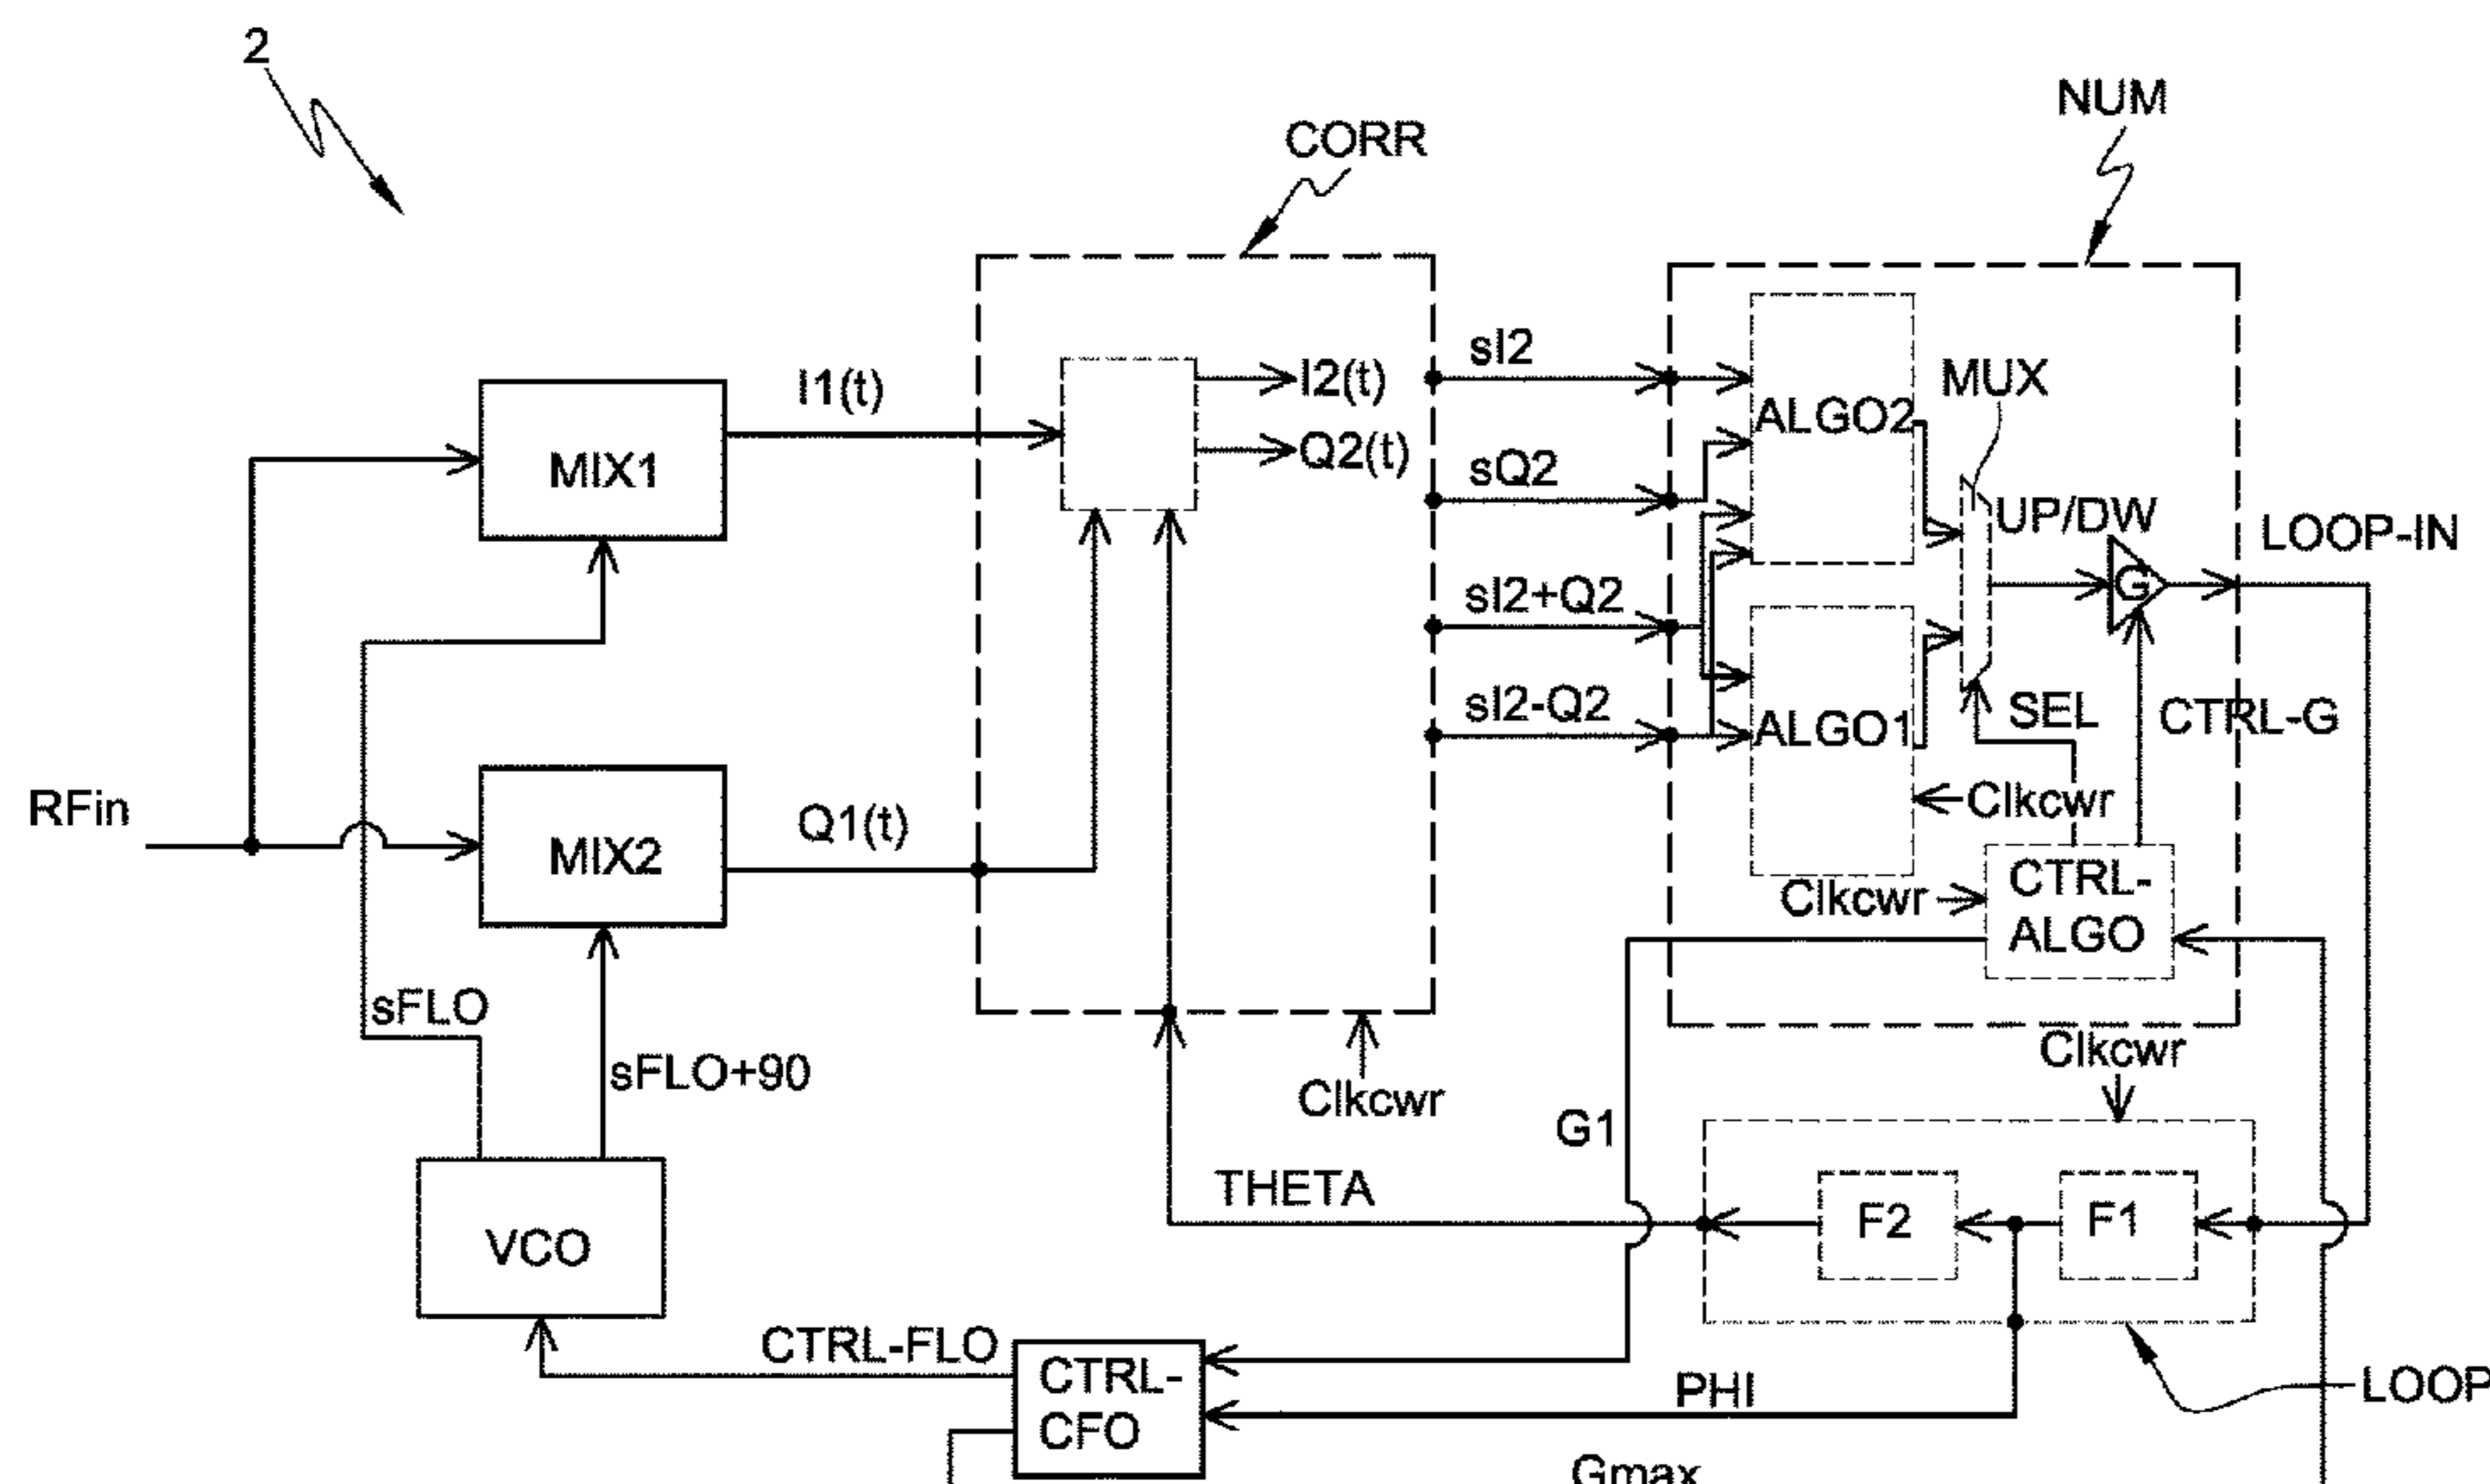 2
NUM
CORR
sI2
I2(t)
MUX
I1(t)
ALGO2
Q2(t)
sQ2
MIX1
UP/DW
LOOP-IN
G
sI2+Q2
sI2-Q2
SEL
CTRL-G
ALGO1
RFin
Clkcwr
Q1(t)
MIX2
CTRL-
ALGO
Clkcwr
sFLO
sFLO+90
Clkcwr
Clkcwr
G1
THETA
F2
F1
VCO
CTRL-FLO
CTRL-
CFO
PHI
LOOP
Gmax